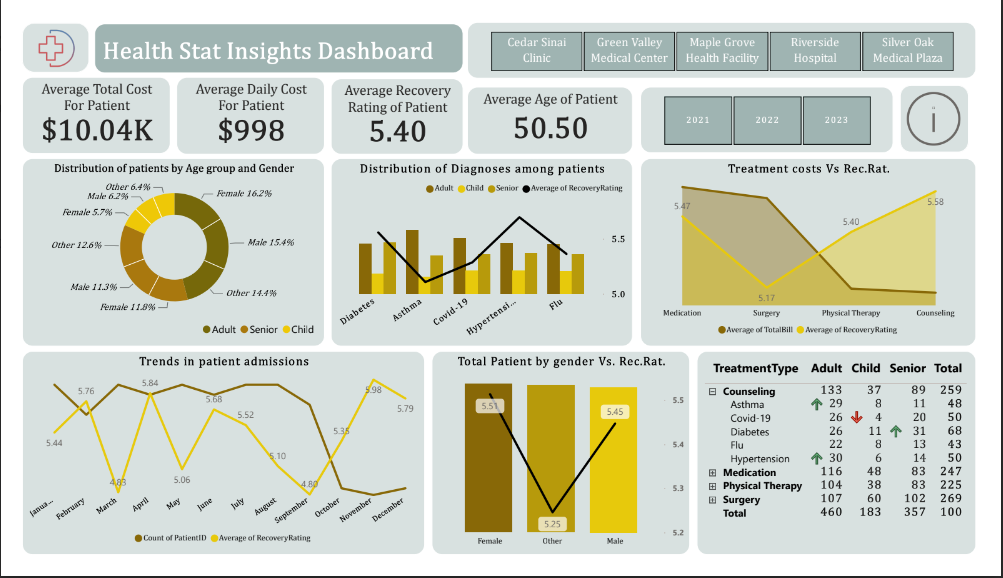 Health Stat Insights Dashboard
Cedar Sinai
Clinic
Green Valley
Medical Center
Maple Grove
Health Facility
Riverside
Hospital
Silver Oak
Medical Plaza
Average Total Cost
For Patient
$10.04K
Average Daily Cost
For Patient
$998
Average Recovery
Rating of Patient
5.40
Average Age of Patient
50.50
2021
2022
2023
i
Distribution of patients by Age group and Gender
Other 6.4%
Male 6.2%
Female 5.7%
Other 12.6%
Male 11.3%
Female 11.8%
Female 16.2%
Male 15.4%
Other 14.4%
Adult Senior Child
Distribution of Diagnoses among patients
Adult Child Senior Average of RecoveryRating
5.5
5.0
Diabetes
Asthma
Covid-19
Hypertensi...
Flu
Treatment costs Vs Rec.Rat.
5.47
5.17
5.40
5.58
Medication Surgery Physical Therapy Counseling
Average of TotalBill Average of RecoveryRating
Trends in patient admissions
5.44
5.76
4.83
5.84
5.06
5.68
5.52
5.10
4.80
5.35
5.98
5.79
Janua...
February
March
April
May
June
July
August
September
October
November
December
Count of PatientID Average of RecoveryRating
Total Patient by gender Vs. Rec.Rat.
5.51
5.25
5.45
5.5
5.4
5.3
5.2
Female Other Male
TreatmentType Adult Child Senior Total
Counseling 133 37 89 259
Asthma 29 8 11 48
Covid-19 26 4 20 50
Diabetes 26 11 31 68
Flu 22 8 13 43
Hypertension 30 6 14 50
Medication 116 48 83 247
Physical Therapy 104 38 83 225
Surgery 107 60 102 269
Total 460 183 357 100